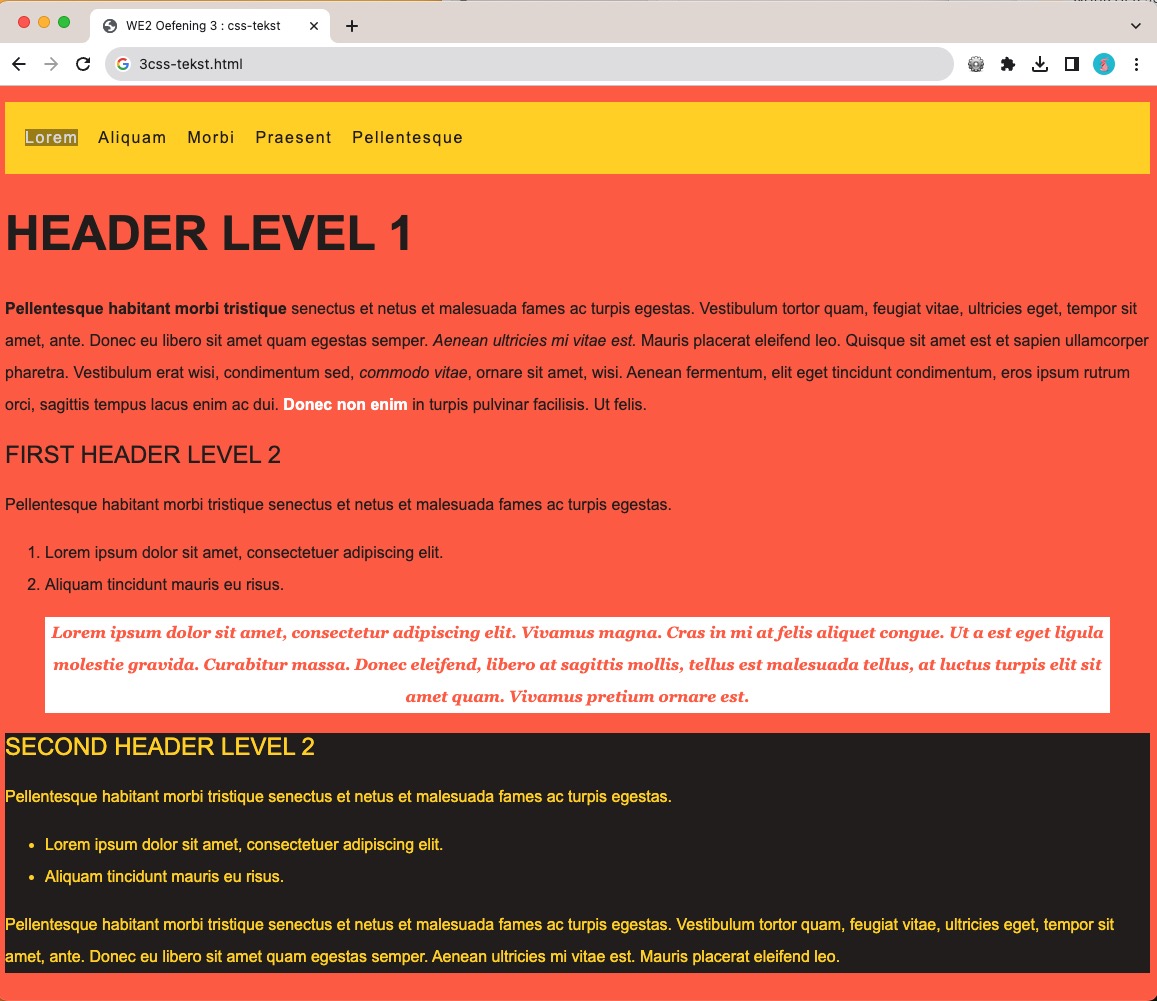 WE2 Oefening 3 : css-tekst
3css-tekst.html
Lorem Aliquam Morbi Praesent Pellentesque
HEADER LEVEL 1
Pellentesque habitant morbi tristique senectus et netus et malesuada fames ac turpis egestas. Vestibulum tortor quam, feugiat vitae, ultricies eget, tempor sit
amet, ante. Donec eu libero sit amet quam egestas semper. Aenean ultricies mi vitae est. Mauris placerat eleifend leo. Quisque sit amet est et sapien ullamcorper
pharetra. Vestibulum erat wisi, condimentum sed, commodo vitae, ornare sit amet, wisi. Aenean fermentum, elit eget tincidunt condimentum, eros ipsum rutrum
orci, sagittis tempus lacus enim ac dui. Donec non enim in turpis pulvinar facilisis. Ut felis.
FIRST HEADER LEVEL 2
Pellentesque habitant morbi tristique senectus et netus et malesuada fames ac turpis egestas.
1. Lorem ipsum dolor sit amet, consectetuer adipiscing elit.
2. Aliquam tincidunt mauris eu risus.
Lorem ipsum dolor sit amet, consectetur adipiscing elit. Vivamus magna. Cras in mi at felis aliquet congue. Ut a est eget ligula
molestie gravida. Curabitur massa. Donec eleifend, libero at sagittis mollis, tellus est malesuada tellus, at luctus turpis elit sit
amet quam. Vivamus pretium ornare est.
SECOND HEADER LEVEL 2
Pellentesque habitant morbi tristique senectus et netus et malesuada fames ac turpis egestas.
• Lorem ipsum dolor sit amet, consectetuer adipiscing elit.
• Aliquam tincidunt mauris eu risus.
Pellentesque habitant morbi tristique senectus et netus et malesuada fames ac turpis egestas. Vestibulum tortor quam, feugiat vitae, ultricies eget, tempor sit
amet, ante. Donec eu libero sit amet quam egestas semper. Aenean ultricies mi vitae est. Mauris placerat eleifend leo.